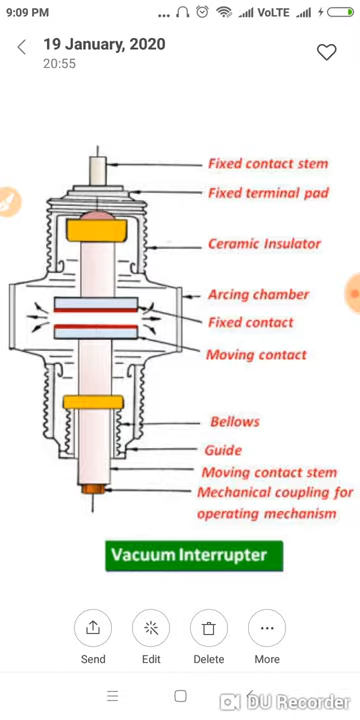 9:09 PM
... VoLTE
19 January, 2020
20:55
Fixed contact stem
Fixed terminal pad
Ceramic Insulator
Arcing chamber
Fixed contact
Moving contact
Bellows
Guide
Moving contact stem
Mechanical coupling for
operating mechanism
Vacuum Interrupter
Send Edit Delete More
DU Recorder